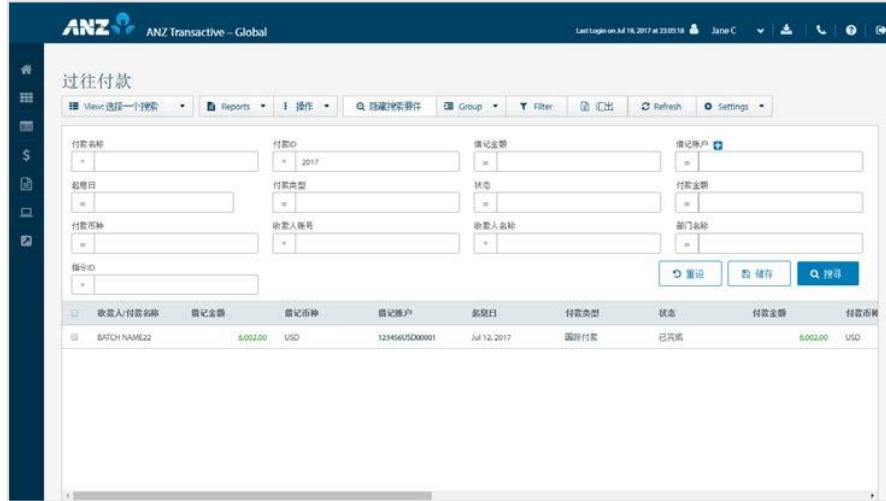 ANZ ANZ Transactive – Global Last Login on Jul 19, 2017 at 23:05:18 Jane C
过往付款
View: 选择一个搜索 Reports 操作 隐藏搜索要件 Group Filter 汇出 Refresh Settings
付款名称 付款ID 借记金额 借记账户
* * 2017 = =
起息日 付款类型 状态 付款金额
= = = =
付款币种 收款人账号 收款人名称 部门名称
= * * =
指令ID
*
重设 储存 搜寻
收款人/付款名称 借记金额 借记币种 借记账户 起息日 付款类型 状态 付款金额 付款币种
BATCH NAME22 6,002.00 USD 123456USD00001 Jul 12, 2017 国际付款 已完成 6,002.00 USD